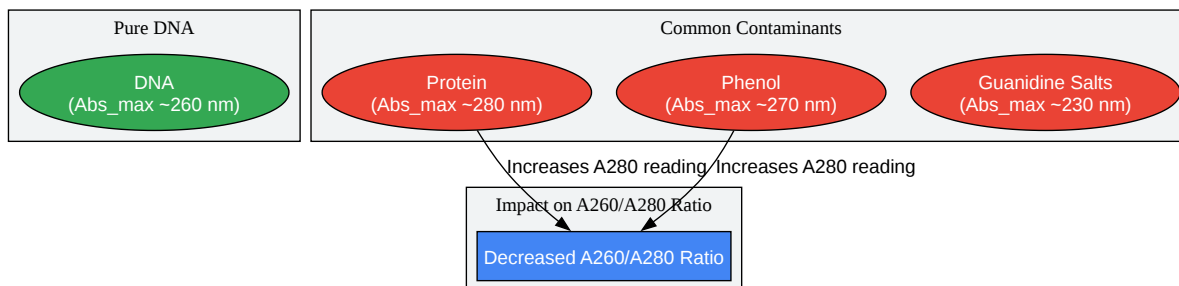 Pure DNA
DNA
(Abs_max ~260 nm)
Common Contaminants
Protein
(Abs_max ~280 nm)
Phenol
(Abs_max ~270 nm)
Guanidine Salts
(Abs_max ~230 nm)
Increases A280 reading
Increases A280 reading
Impact on A260/A280 Ratio
Decreased A260/A280 Ratio